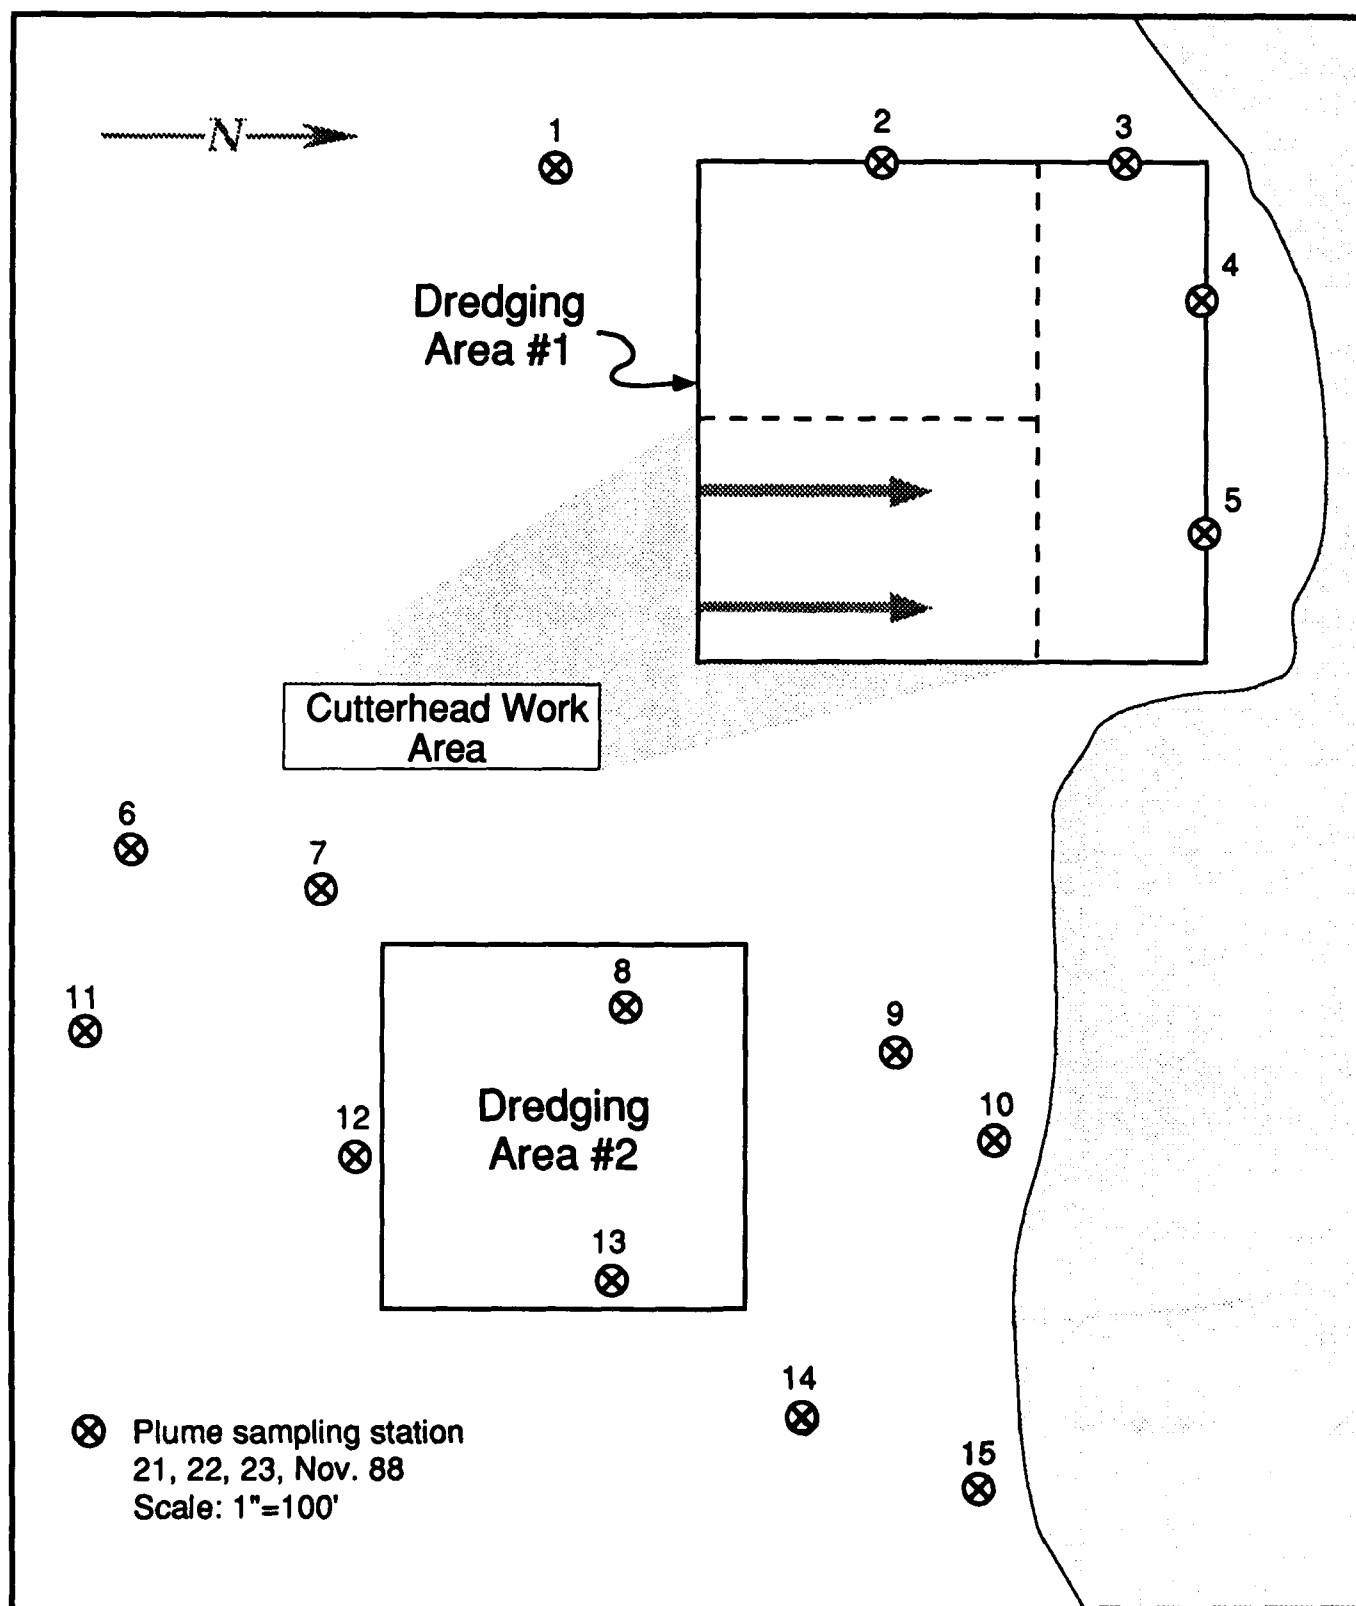 N
1
2
3
4
Dredging
Area #1
5
Cutterhead Work
Area
6
7
8
11
9
10
12
Dredging
Area #2
13
14
15
Plume sampling station
21, 22, 23, Nov. 88
Scale: 1"=100'